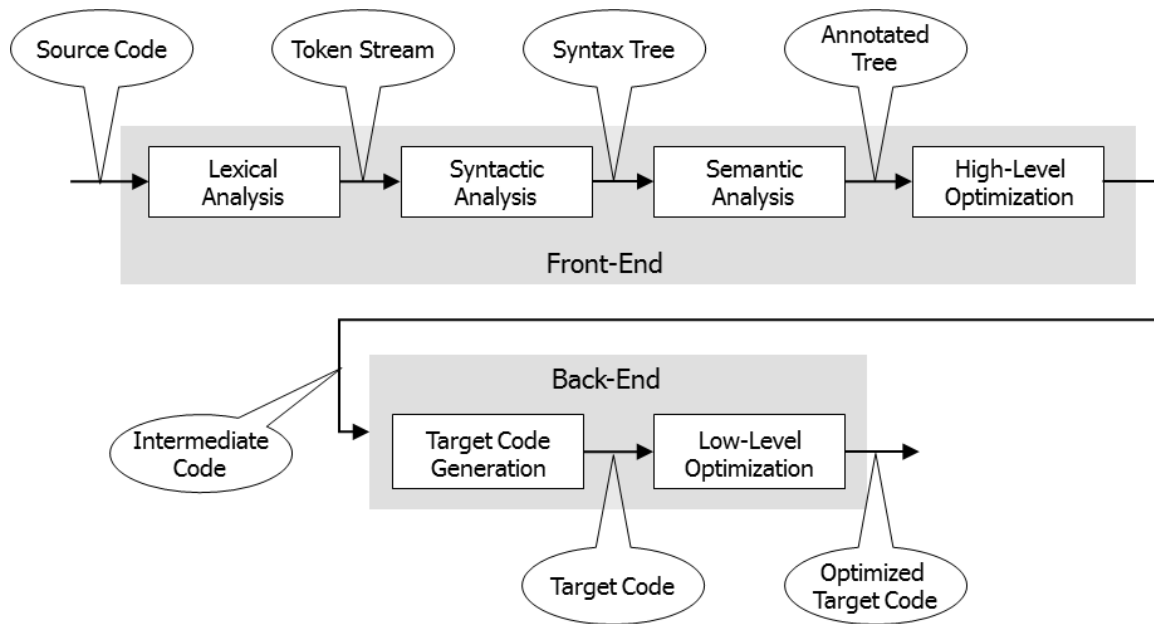 Source Code
Token Stream
Syntax Tree
Annotated
Tree
Lexical
Analysis
Syntactic
Analysis
Semantic
Analysis
High-Level
Optimization
Front-End
Back-End
Intermediate
Code
Target Code
Generation
Low-Level
Optimization
Target Code
Optimized
Target Code